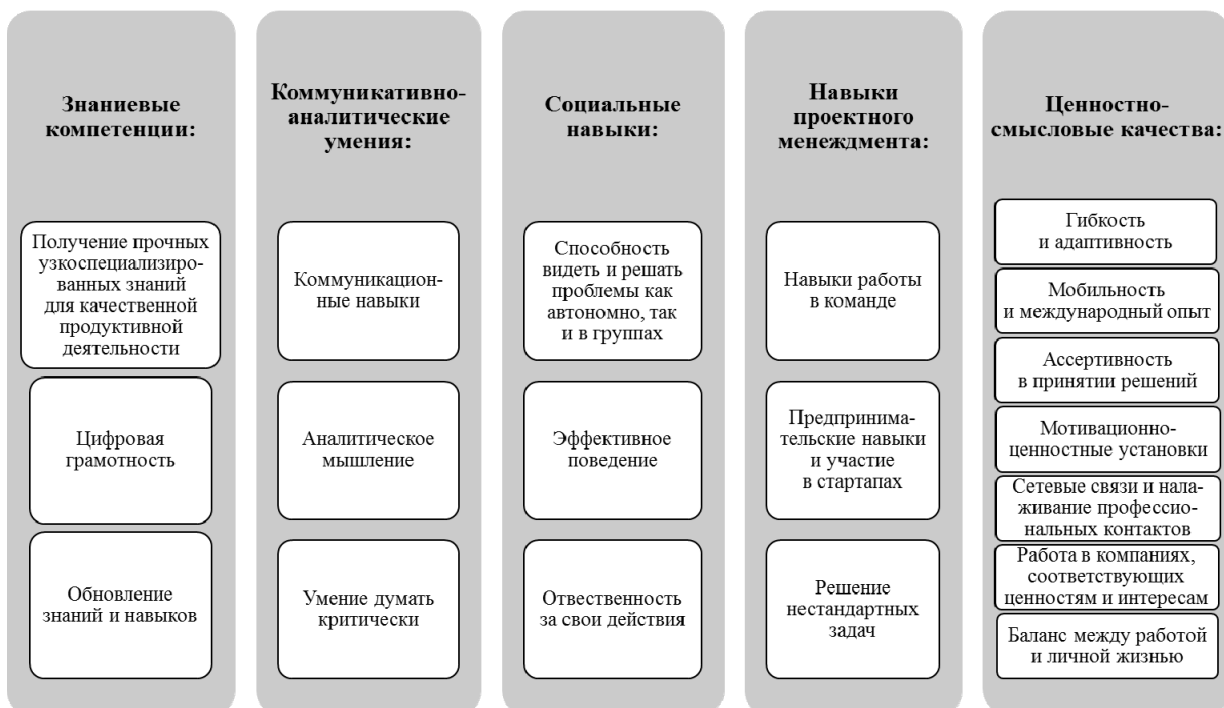 Знаниевые
компетенции:
Получение прочных
узкоспециализиро-
ванных знаний
для качественной
продуктивной
деятельности
Цифровая
грамотность
Обновление
знаний и навыков
Коммуникативно-
аналитические
умения:
Коммуникацион-
ные навыки
Аналитическое
мышление
Умение думать
критически
Социальные
навыки:
Способность
видеть и решать
проблемы как
автономно, так
и в группах
Эффективное
поведение
Отвественность
за свои действия
Навыки
проектного
менеждмента:
Навыки работы
в команде
Предпринима-
тельские навыки
и участие
в стартапах
Решение
нестандартных
задач
Ценностно-
смысловые качества:
Гибкость
и адаптивность
Мобильность
и международный опыт
Ассертивность
в принятии решений
Мотивационно-
ценностные установки
Сетевые связи и нала-
живание професси-
ональных контактов
Работа в компаниях,
соответствующих
ценностям и интересам
Баланс между работой
и личной жизнью